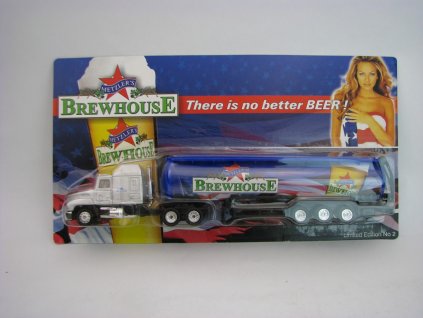 METZLER'S
BREWHOUSE
There is no better BEER !
METZLER'S
BREWHOUSE
BREWHOUSE
Limited Edition No 2